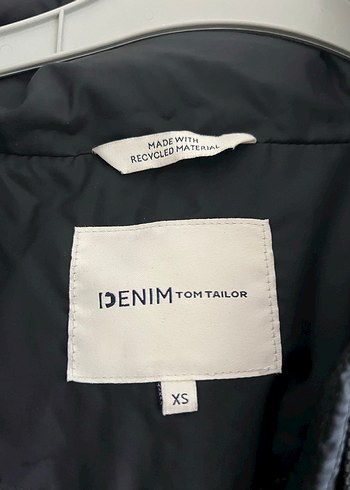 MADE WITH
RECYCLED MATERIAL
DENIM TOM TAILOR
XS